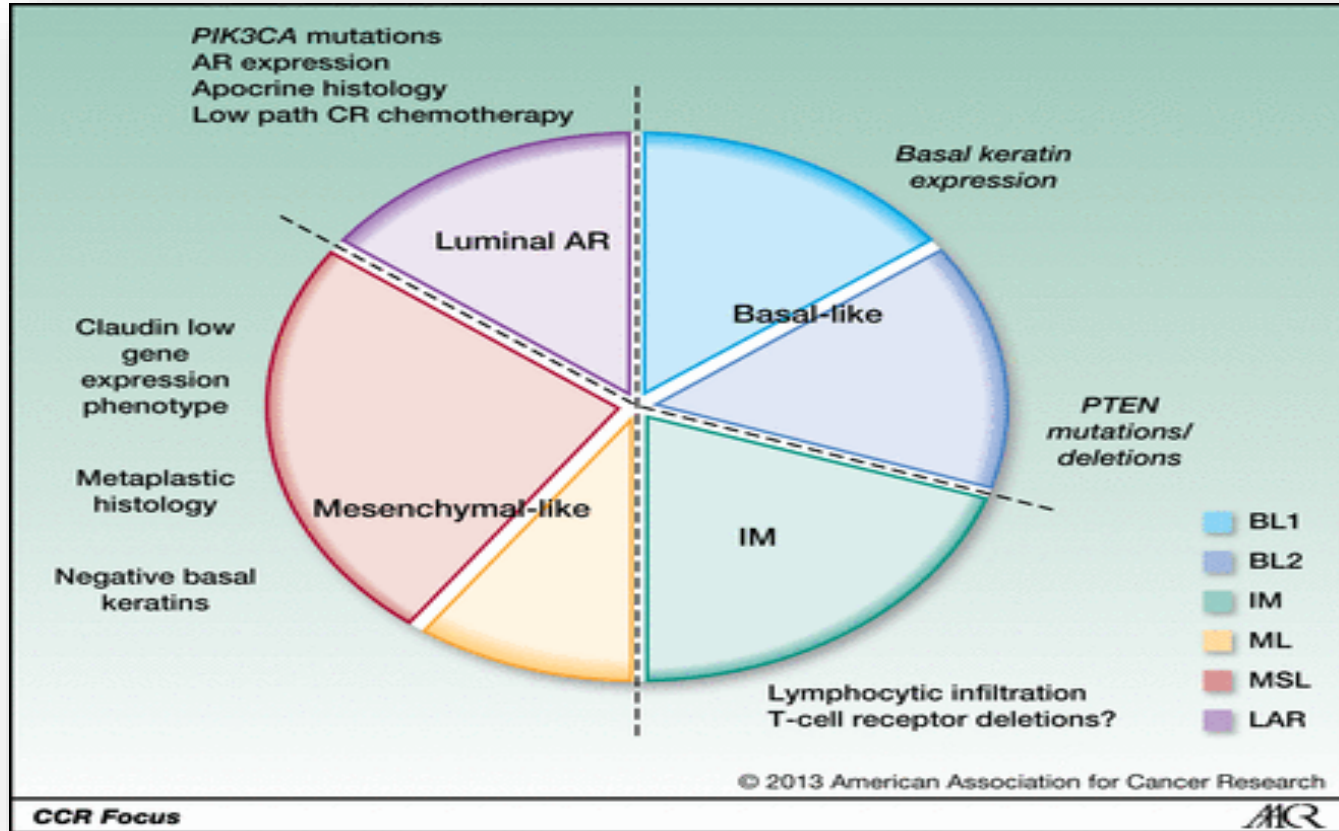 PIK3CA mutations
AR expression
Apocrine histology
Low path CR chemotherapy
Basal keratin
expression
Luminal AR
Basal-like
Claudin low
gene
expression
phenotype
PTEN
mutations/
deletions
Metaplastic
histology
Mesenchymal-like
IM
Negative basal
keratins
BL1
BL2
IM
ML
MSL
LAR
Lymphocytic infiltration
T-cell receptor deletions?
© 2013 American Association for Cancer Research
CCR Focus
AACR